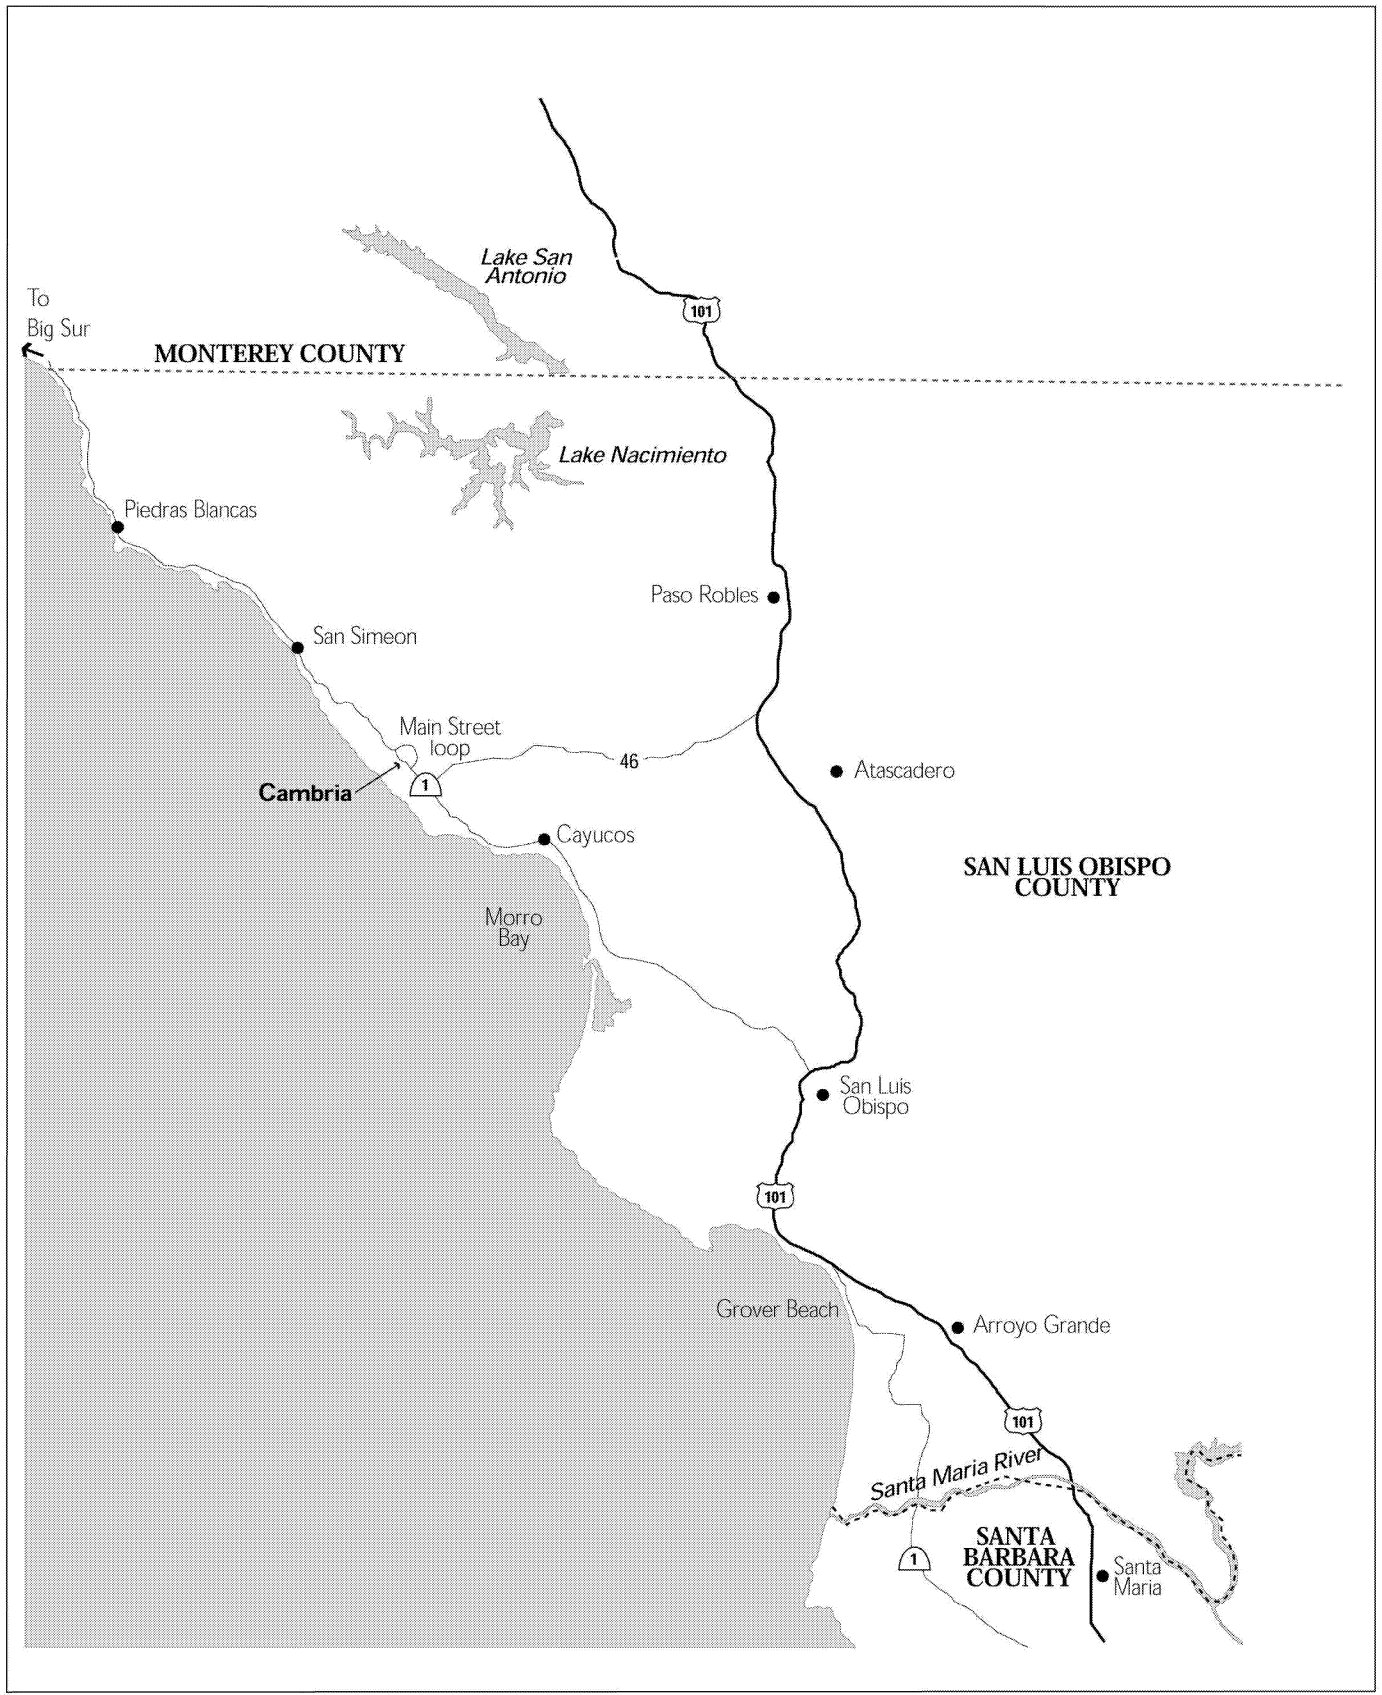 Lake San
Antonio
To
Big Sur
101
MONTEREY COUNTY
Lake Nacimiento
Piedras Blancas
Paso Robles
San Simeon
Main Street
loop
46
Atascadero
Cambria
1
Cayucos
SAN LUIS OBISPO
COUNTY
Morro
Bay
San Luis
Obispo
101
Grover Beach
Arroyo Grande
101
Santa Maria River
SANTA
BARBARA
COUNTY
1
Santa
Maria